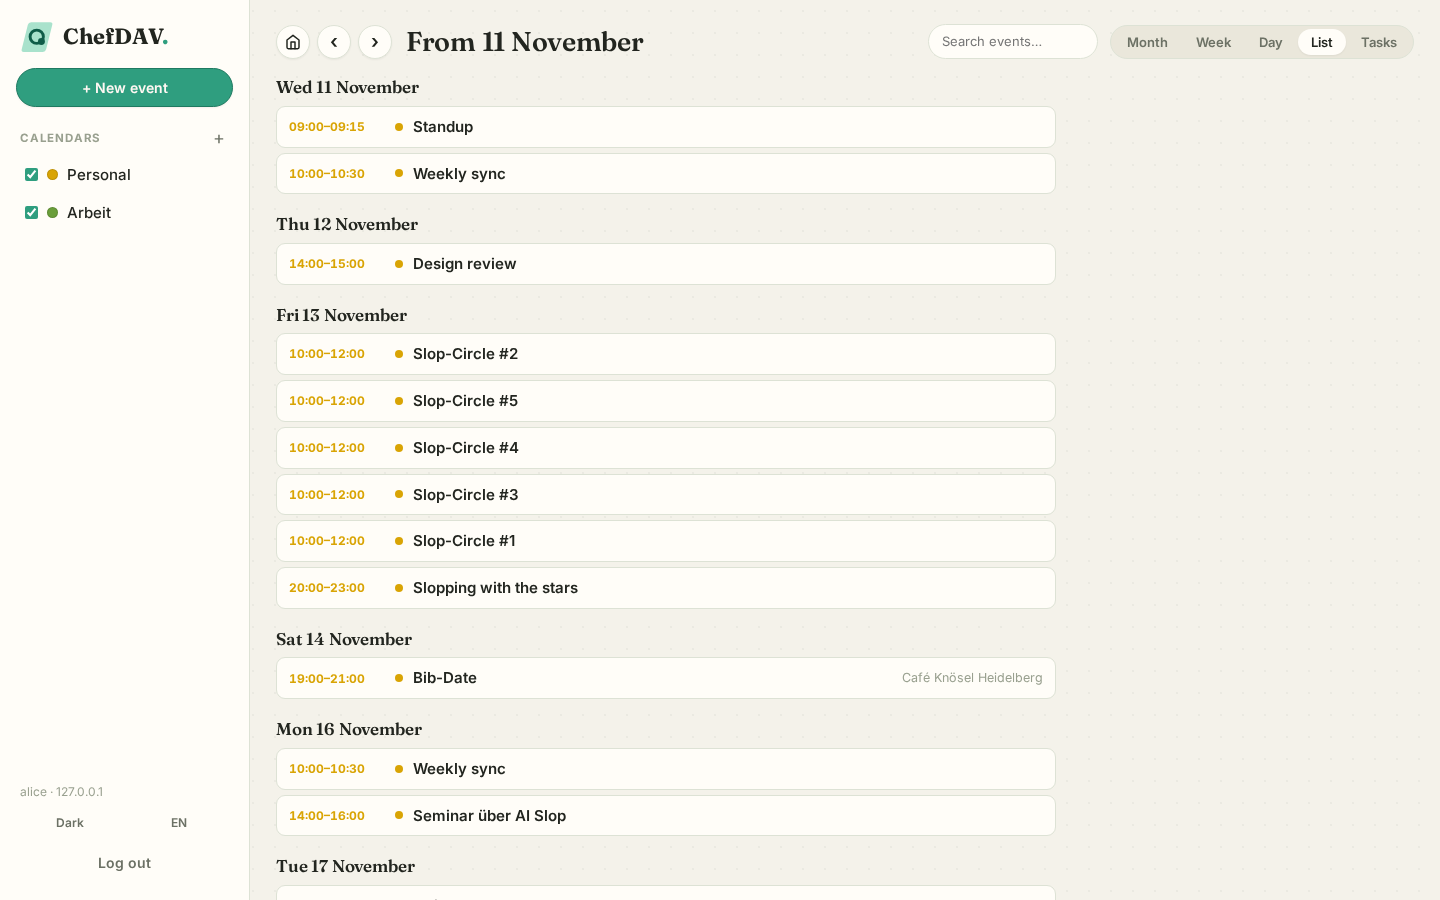 ChefDAV.
+ New event
CALENDARS +
Personal
Arbeit
alice · 127.0.0.1
Dark EN
Log out
‹ › From 11 November
Search events...
Month Week Day List Tasks
Wed 11 November
09:00–09:15 Standup
10:00–10:30 Weekly sync
Thu 12 November
14:00–15:00 Design review
Fri 13 November
10:00–12:00 Slop-Circle #2
10:00–12:00 Slop-Circle #5
10:00–12:00 Slop-Circle #4
10:00–12:00 Slop-Circle #3
10:00–12:00 Slop-Circle #1
20:00–23:00 Slopping with the stars
Sat 14 November
19:00–21:00 Bib-Date Café Knösel Heidelberg
Mon 16 November
10:00–10:30 Weekly sync
14:00–16:00 Seminar über AI Slop
Tue 17 November